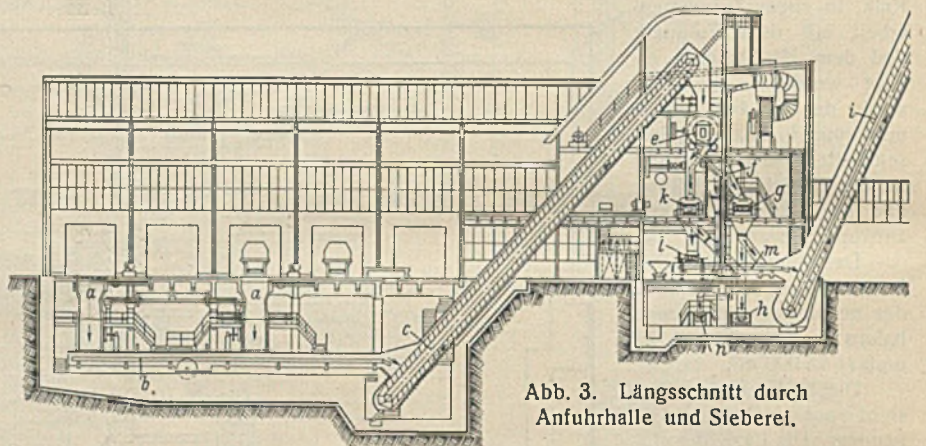 i
e
f
k
g
a
a
l
m
c
h
b
n
Abb. 3. Längsschnitt durch
Anfuhrhalle und Sieberei.